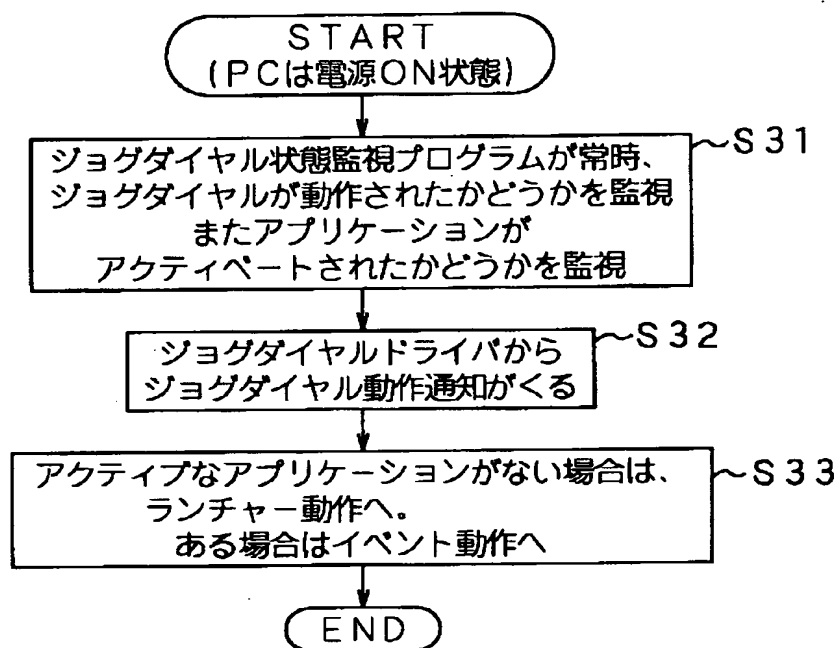 START
(PCは電源ON状態)
ジョグダイヤル状態監視プログラムが常時、
ジョグダイヤルが動作されたかどうかを監視
またアプリケーションが
アクティベートされたかどうかを監視
S31
ジョグダイヤルドライバから
ジョグダイヤル動作通知がくる
S32
アクティブなアプリケーションがない場合は、
ランチャー動作へ。
ある場合はイベント動作へ
S33
END